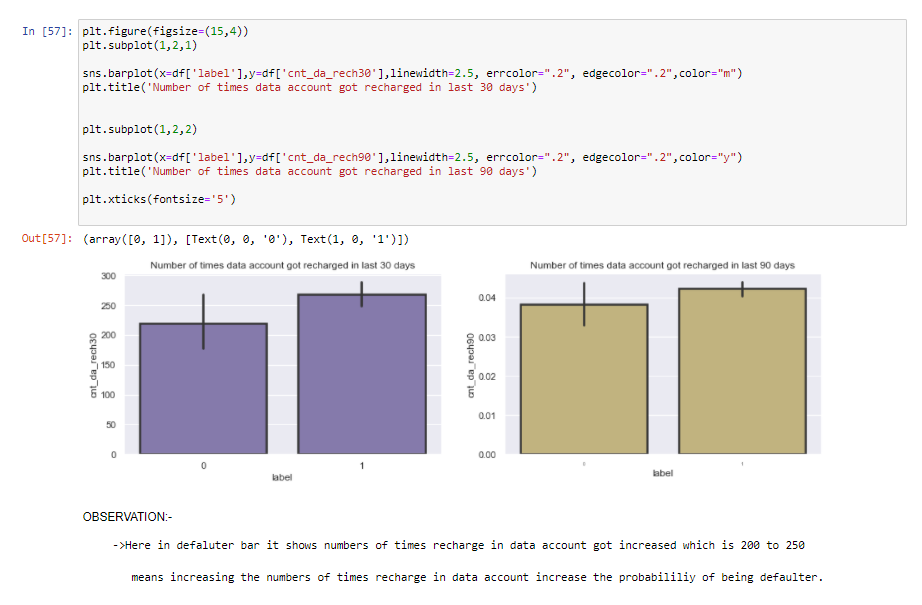 In [57]: plt.figure(figsize=(15,4))
plt.subplot(1,2,1)
sns.barplot(x=df['label'],y=df['cnt_da_rech30'],linewidth=2.5, errcolor=".2", edgecolor=".2",color="m")
plt.title('Number of times data account got recharged in last 30 days')
plt.subplot(1,2,2)
sns.barplot(x=df['label'],y=df['cnt_da_rech90'],linewidth=2.5, errcolor=".2", edgecolor=".2",color="y")
plt.title('Number of times data account got recharged in last 90 days')
plt.xticks(fontsize='5')
Out[57]: (array([0, 1]), [Text(0, 0, '0'), Text(1, 0, '1')])
Number of times data account got recharged in last 30 days
300
250
200
150
100
50
0
cnt_da_rech30
0 1
label
Number of times data account got recharged in last 90 days
0.04
0.03
0.02
0.01
0.00
cnt_da_rech90
label
OBSERVATION:-
->Here in defaluter bar it shows numbers of times recharge in data account got increased which is 200 to 250
means increasing the numbers of times recharge in data account increase the probabililiy of being defaulter.